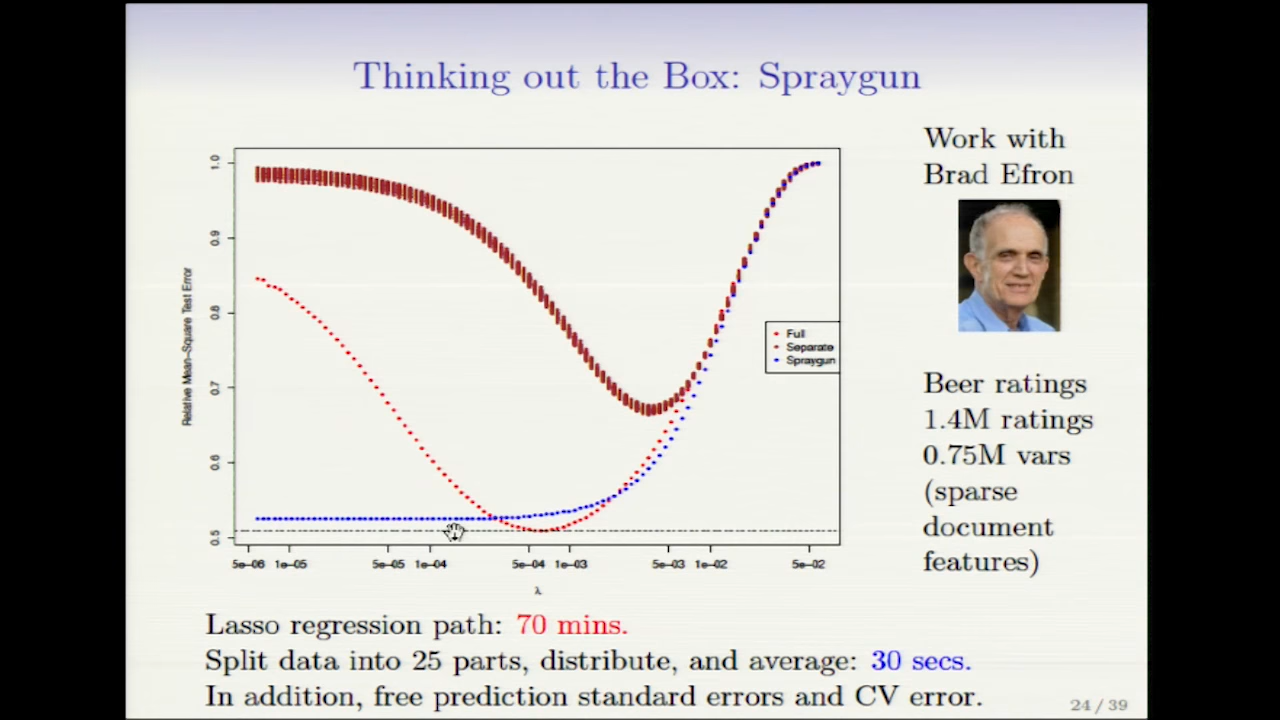 Thinking out the Box: Spraygun
Work with
Brad Efron
Relative Mean-Square Test Error
1.0
0.9
0.8
0.7
0.6
0.5
Full
Separate
Spraygun
5e-06 1e-05 5e-05 1e-04 5e-04 1e-03 5e-03 1e-02 5e-02
λ
Beer ratings
1.4M ratings
0.75M vars
(sparse
document
features)
Lasso regression path: 70 mins.
Split data into 25 parts, distribute, and average: 30 secs.
In addition, free prediction standard errors and CV error.
24 / 39